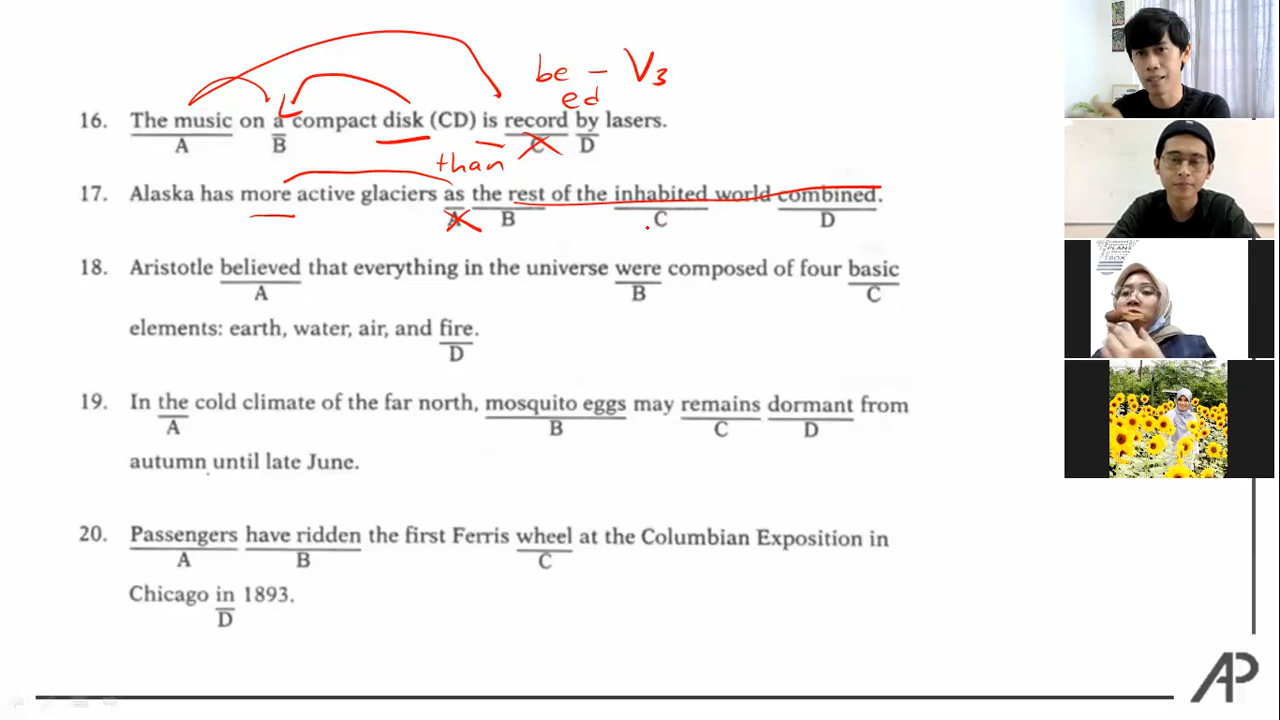 be – V3
ed
16. The music on a compact disk (CD) is record by lasers.
A B C D
than
17. Alaska has more active glaciers as the rest of the inhabited world combined.
A B C D
18. Aristotle believed that everything in the universe were composed of four basic
A B C
elements: earth, water, air, and fire.
D
19. In the cold climate of the far north, mosquito eggs may remains dormant from
A B C D
autumn until late June.
20. Passengers have ridden the first Ferris wheel at the Columbian Exposition in
A B C
Chicago in 1893.
D
AP